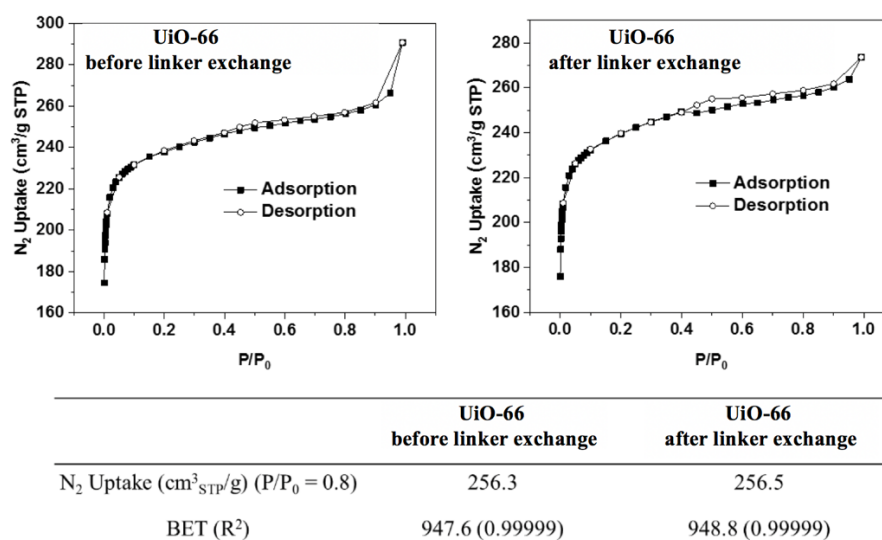 UiO-66
before linker exchange
N₂ Uptake (cm³/g STP)
300
280
260
240
220
200
180
160
Adsorption
Desorption
0.0 0.2 0.4 0.6 0.8 1.0
P/P₀
UiO-66
after linker exchange
N₂ Uptake (cm³/g STP)
280
260
240
220
200
180
160
Adsorption
Desorption
0.0 0.2 0.4 0.6 0.8 1.0
P/P₀
UiO-66 UiO-66
before linker exchange after linker exchange
N₂ Uptake (cm³STP/g) (P/P₀ = 0.8) 256.3 256.5
BET (R²) 947.6 (0.99999) 948.8 (0.99999)